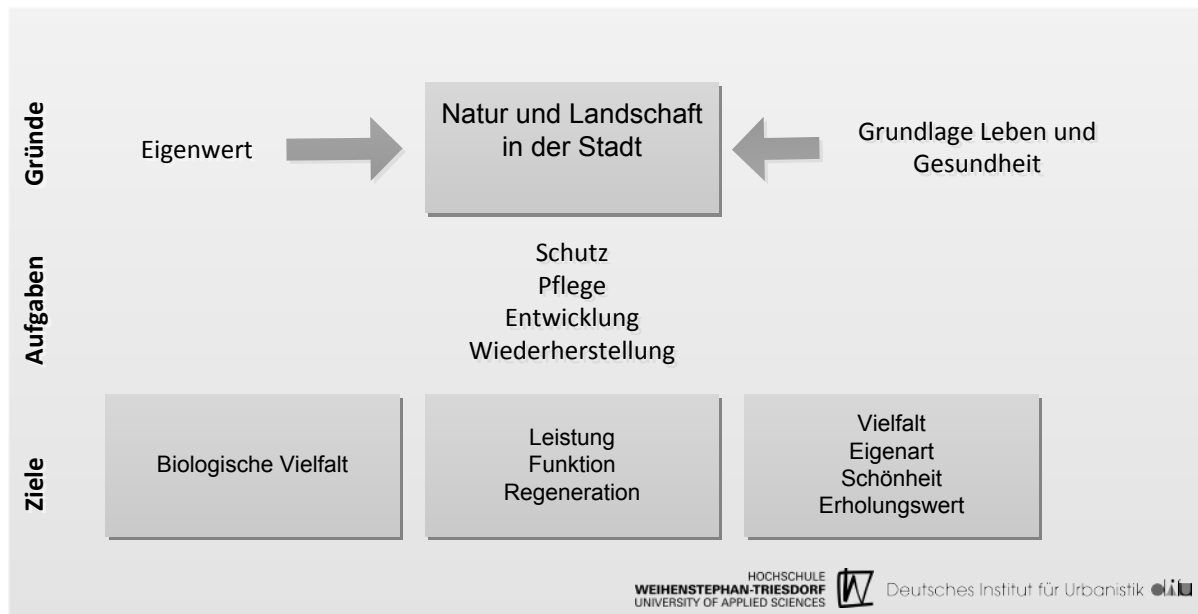 Gründe
Eigenwert
Natur und Landschaft
in der Stadt
Grundlage Leben und
Gesundheit
Aufgaben
Schutz
Pflege
Entwicklung
Wiederherstellung
Ziele
Biologische Vielfalt
Leistung
Funktion
Regeneration
Vielfalt
Eigenart
Schönheit
Erholungswert
HOCHSCHULE
WEIHENSTEPHAN-TRIESDORF
UNIVERSITY OF APPLIED SCIENCES
Deutsches Institut für Urbanistik difu